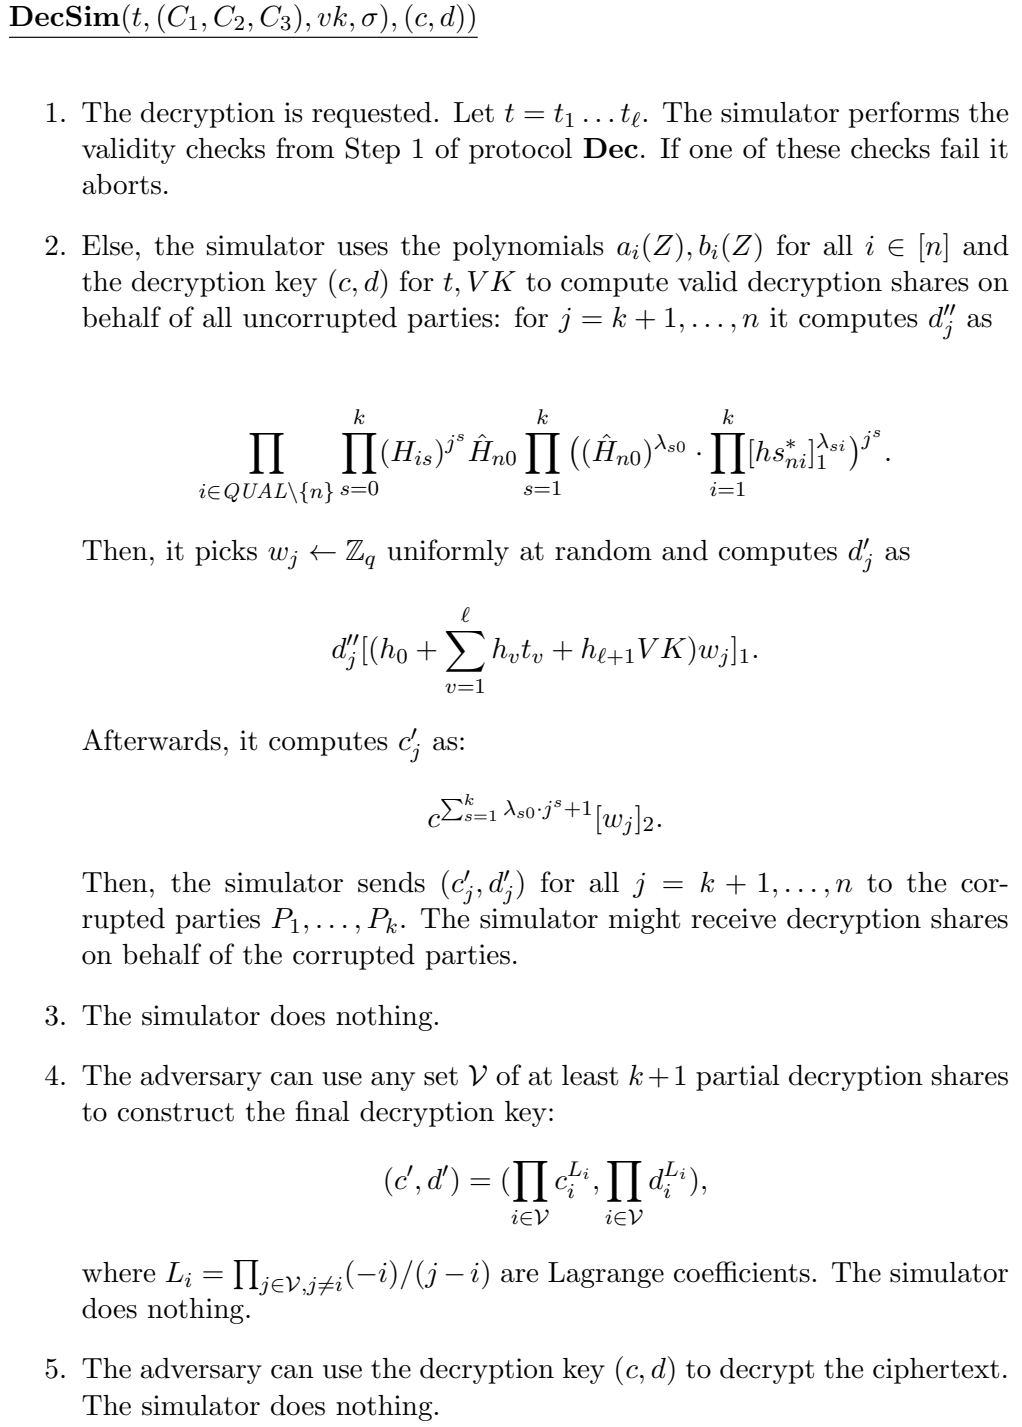 DecSim(t, (C₁, C₂, C₃), vk, σ), (c, d))
1. The decryption is requested. Let t = t₁ … t_ℓ. The simulator performs the
validity checks from Step 1 of protocol Dec. If one of these checks fail it
aborts.
2. Else, the simulator uses the polynomials a_i(Z), b_i(Z) for all i ∈ [n] and
the decryption key (c, d) for t, VK to compute valid decryption shares on
behalf of all uncorrupted parties: for j = k + 1, …, n it computes d''_j as
∏_{i∈QUAL\{n}} ∏_{s=0}^{k} (H_{is})^{j^s} Ĥ_{n0} ∏_{s=1}^{k} ((Ĥ_{n0})^{λ_{s0}} · ∏_{i=1}^{k} [hs^*_{ni}]_1^{λ_{si}})^{j^s}.
Then, it picks w_j ← ℤ_q uniformly at random and computes d'_j as
d''_j[(h_0 + ∑_{v=1}^{ℓ} h_v t_v + h_{ℓ+1}VK)w_j]_1.
Afterwards, it computes c'_j as:
c^{∑_{s=1}^{k} λ_{s0}·j^s+1}[w_j]_2.
Then, the simulator sends (c'_j, d'_j) for all j = k + 1, …, n to the cor-
rupted parties P₁, …, P_k. The simulator might receive decryption shares
on behalf of the corrupted parties.
3. The simulator does nothing.
4. The adversary can use any set 𝒱 of at least k+1 partial decryption shares
to construct the final decryption key:
(c', d') = (∏_{i∈𝒱} c_i^{L_i}, ∏_{i∈𝒱} d_i^{L_i}),
where L_i = ∏_{j∈𝒱,j≠i}(−i)/(j − i) are Lagrange coefficients. The simulator
does nothing.
5. The adversary can use the decryption key (c, d) to decrypt the ciphertext.
The simulator does nothing.